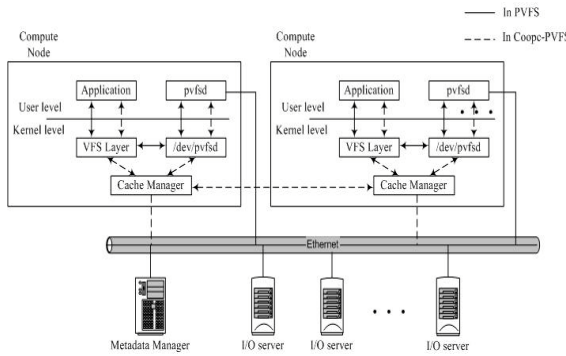 In PVFS
In Coopc-PVFS
Compute
Node
Compute
Node
Application
pvfsd
Application
pvfsd
User level
User level
Kernel level
Kernel level
VFS Layer
/dev/pvfsd
VFS Layer
/dev/pvfsd
Cache Manager
Cache Manager
Ethernet
Metadata Manager
I/O server
I/O server
I/O server